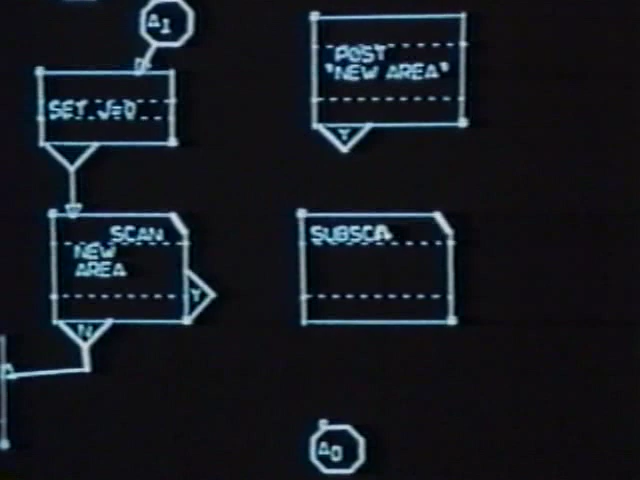 A1
POST
"NEW AREA"
SET J=0
Y
SCAN
NEW
AREA
Y
N
SUBSCA
A0